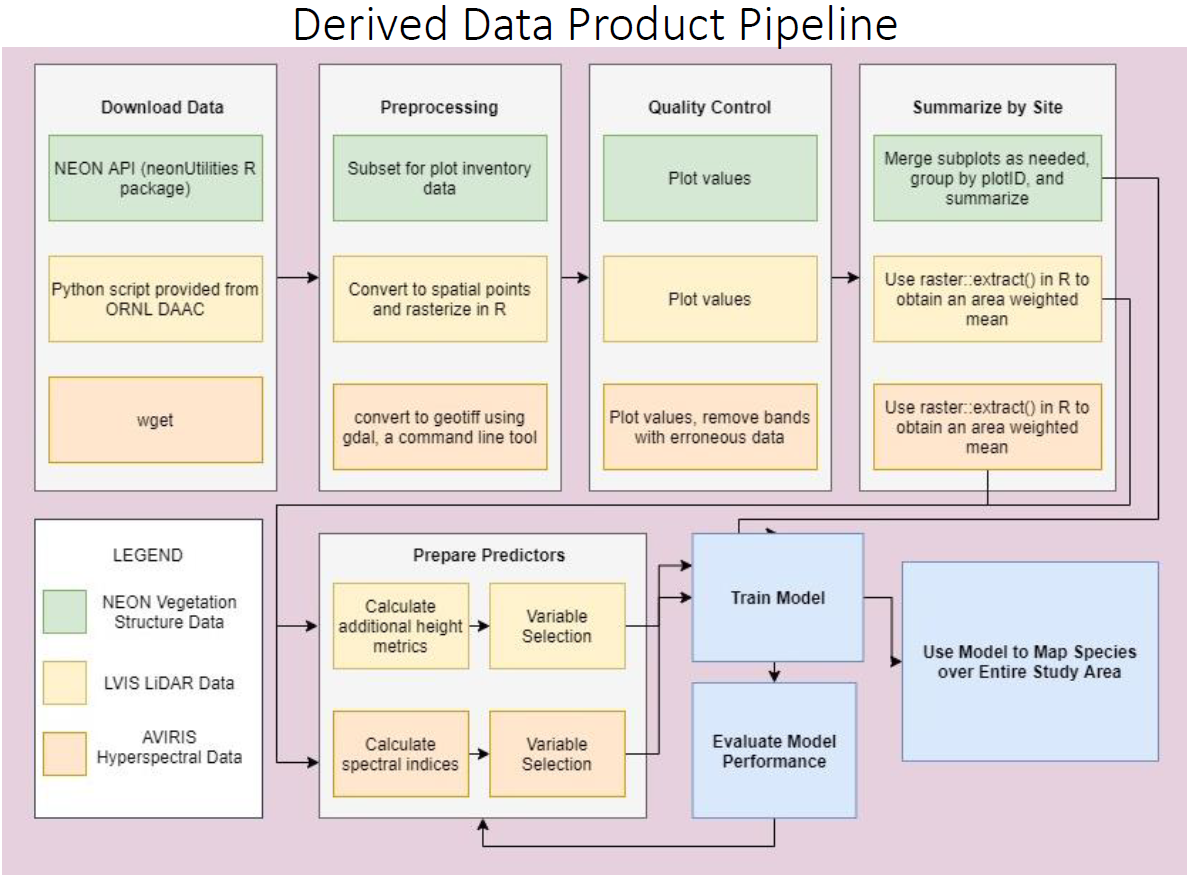 Derived Data Product Pipeline
Download Data
NEON API (neonUtilities R
package)
Python script provided from
ORNL DAAC
wget
Preprocessing
Subset for plot inventory
data
Convert to spatial points
and rasterize in R
convert to geotiff using
gdal, a command line tool
Quality Control
Plot values
Plot values
Plot values, remove bands
with erroneous data
Summarize by Site
Merge subplots as needed,
group by plotID, and
summarize
Use raster::extract() in R to
obtain an area weighted
mean
Use raster::extract() in R to
obtain an area weighted
mean
LEGEND
NEON Vegetation
Structure Data
LVIS LiDAR Data
AVIRIS
Hyperspectral Data
Prepare Predictors
Calculate
additional height
metrics
Variable
Selection
Calculate
spectral indices
Variable
Selection
Train Model
Evaluate Model
Performance
Use Model to Map Species
over Entire Study Area